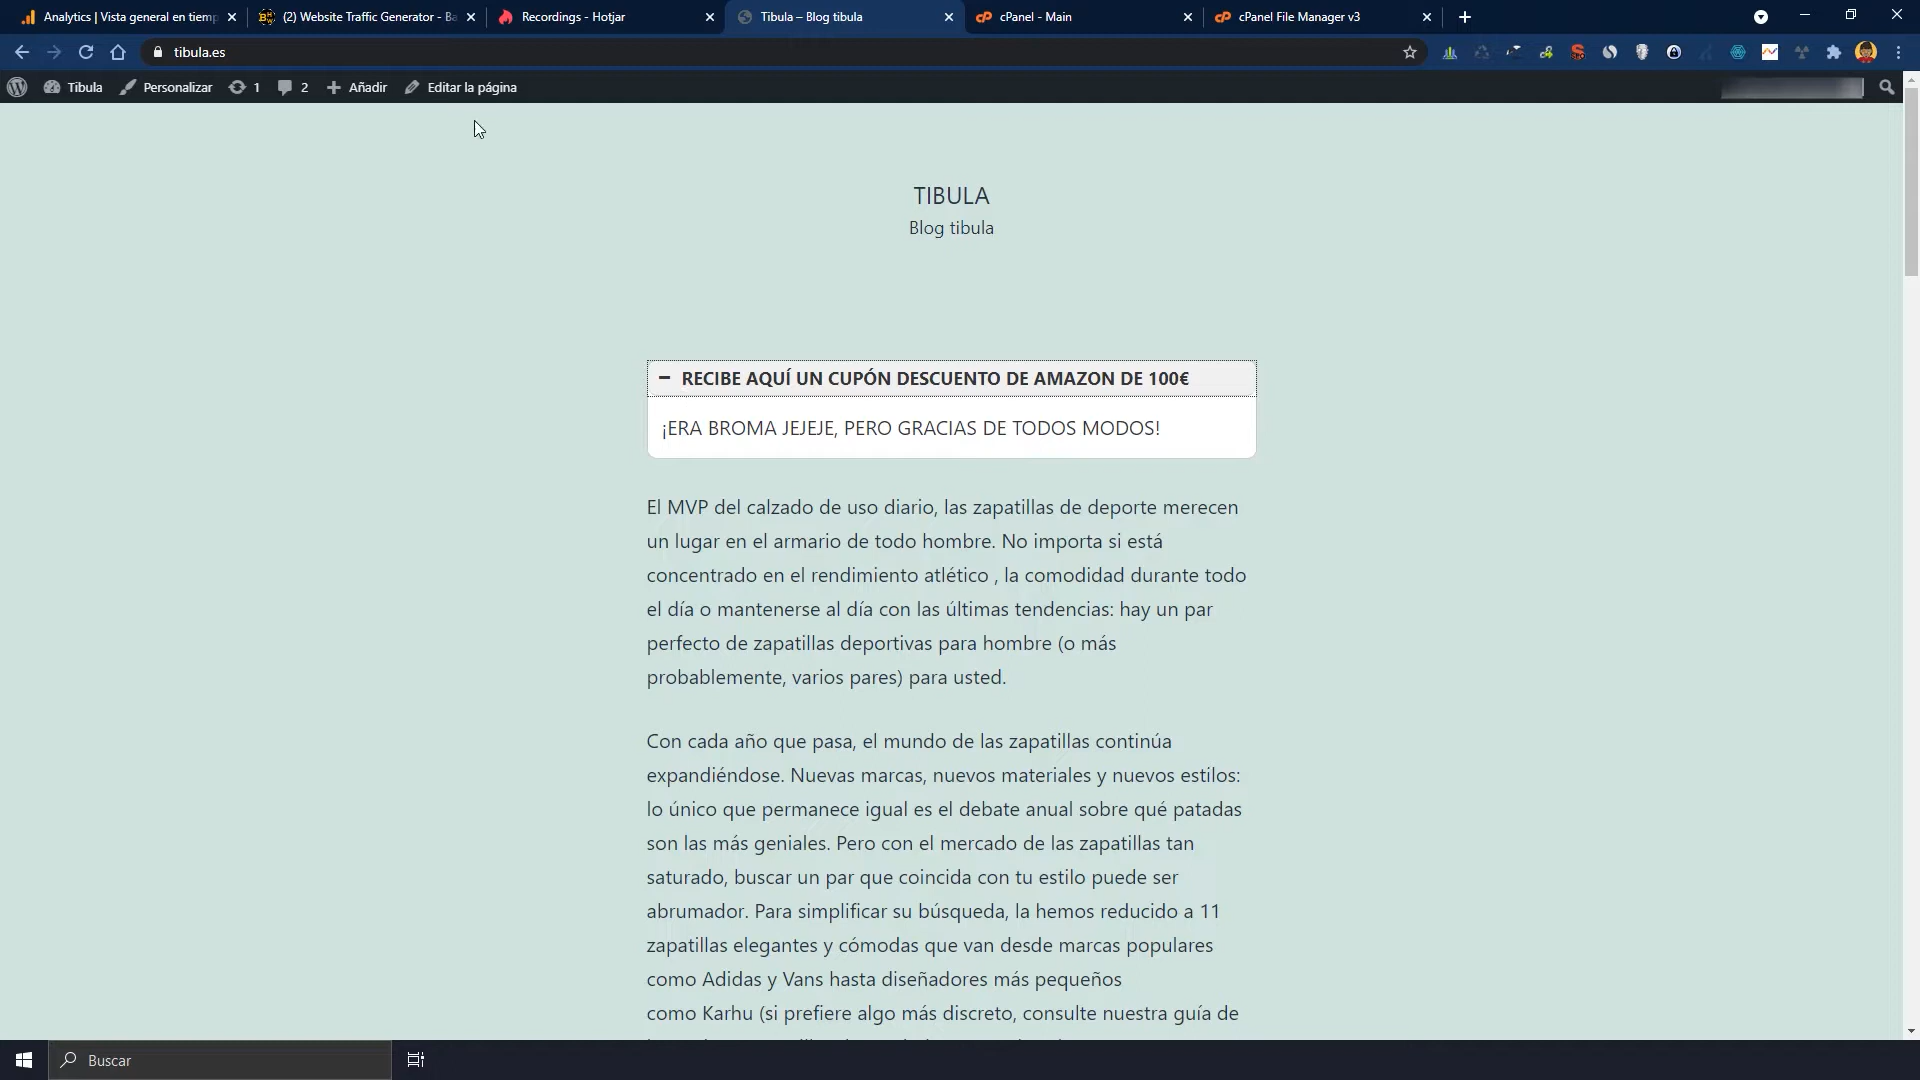 Analytics | Vista general en tiemp
(2) Website Traffic Generator - Ba
Recordings - Hotjar
Tibula – Blog tibula
cPanel - Main
cPanel File Manager v3
tibula.es
Tibula
Personalizar
1
2
Añadir
Editar la página
TIBULA
Blog tibula
RECIBE AQUÍ UN CUPÓN DESCUENTO DE AMAZON DE 100€
¡ERA BROMA JEJEJE, PERO GRACIAS DE TODOS MODOS!
El MVP del calzado de uso diario, las zapatillas de deporte merecen
un lugar en el armario de todo hombre. No importa si está
concentrado en el rendimiento atlético , la comodidad durante todo
el día o mantenerse al día con las últimas tendencias: hay un par
perfecto de zapatillas deportivas para hombre (o más
probablemente, varios pares) para usted.
Con cada año que pasa, el mundo de las zapatillas continúa
expandiéndose. Nuevas marcas, nuevos materiales y nuevos estilos:
lo único que permanece igual es el debate anual sobre qué patadas
son las más geniales. Pero con el mercado de las zapatillas tan
saturado, buscar un par que coincida con tu estilo puede ser
abrumador. Para simplificar su búsqueda, la hemos reducido a 11
zapatillas elegantes y cómodas que van desde marcas populares
como Adidas y Vans hasta diseñadores más pequeños
como Karhu (si prefiere algo más discreto, consulte nuestra guía de
Buscar